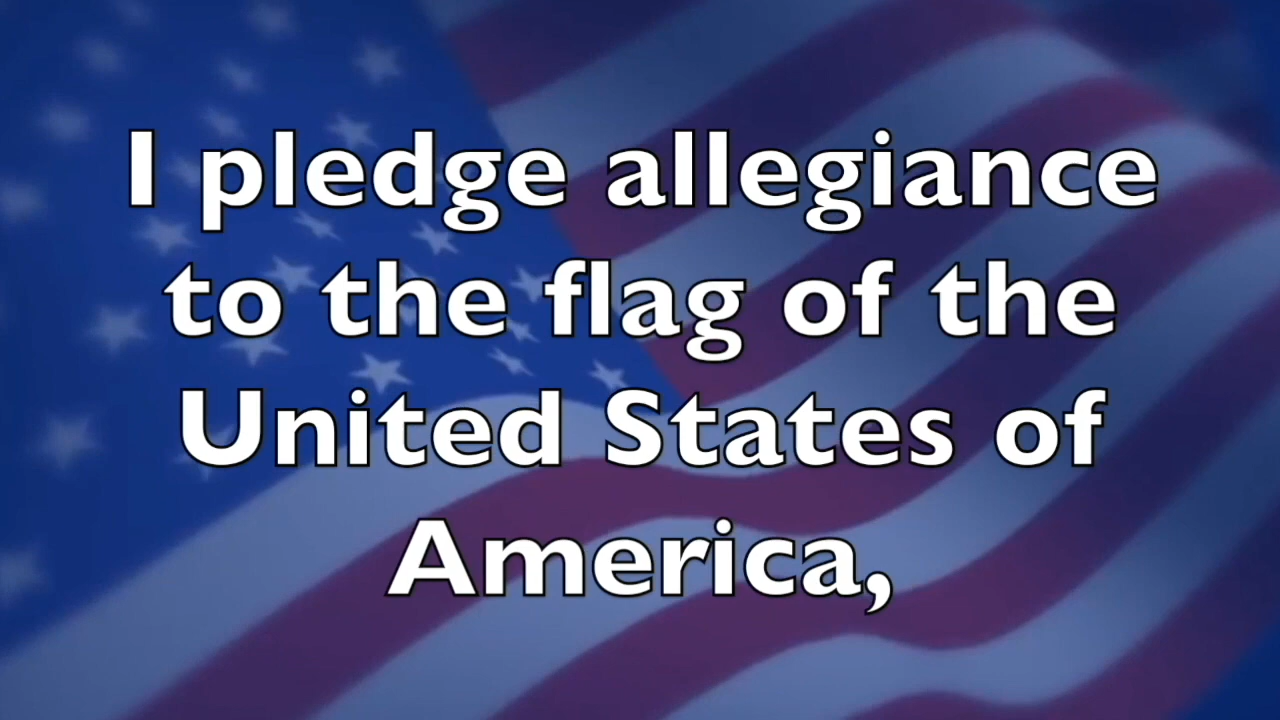 I pledge allegiance
to the flag of the
United States of
America,